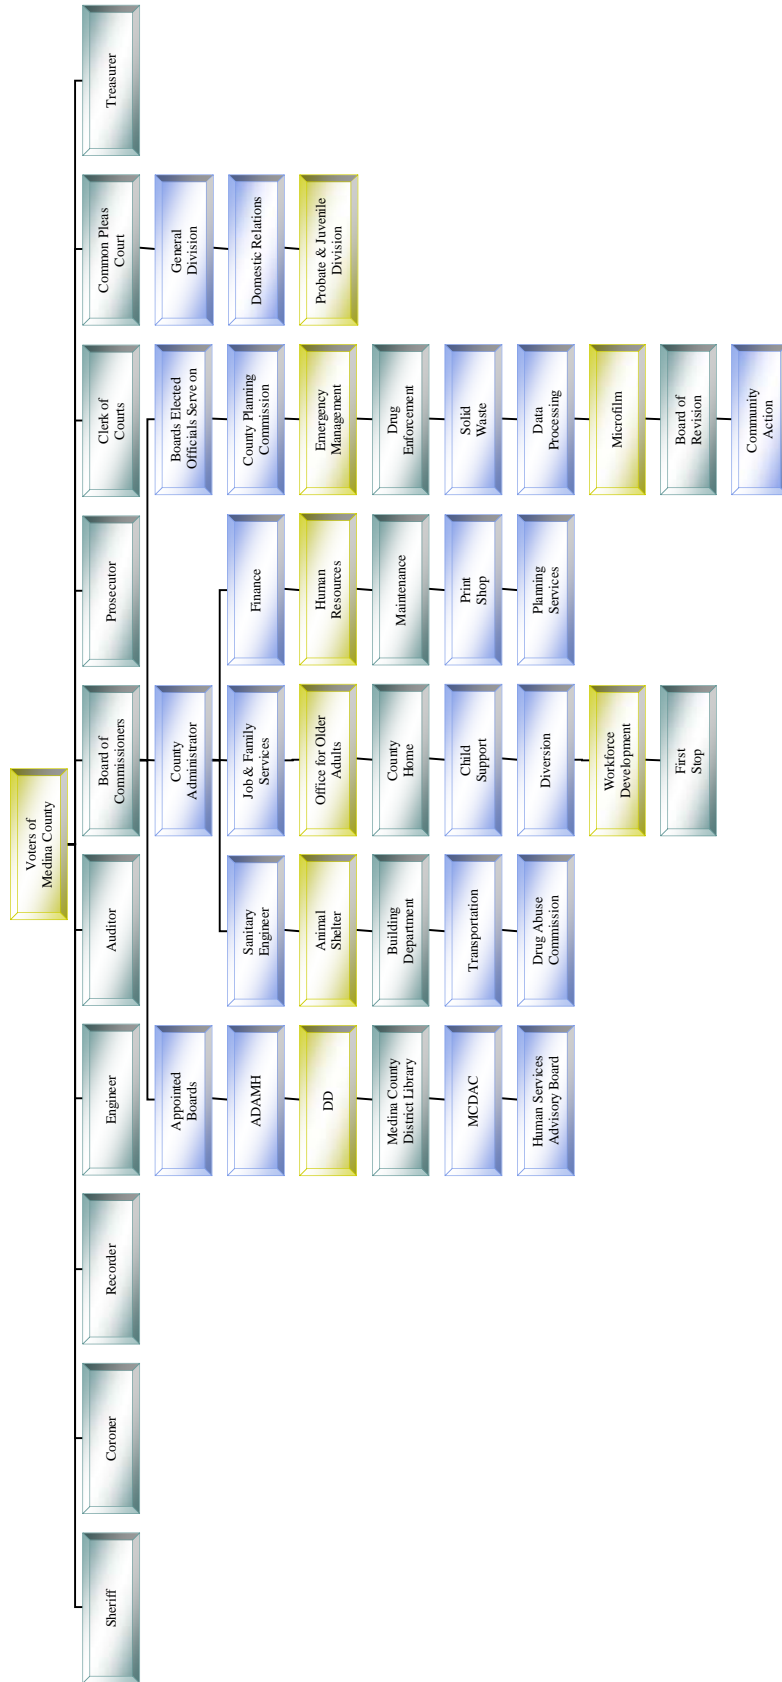 Voters of
Medina County
Sheriff
Coroner
Recorder
Engineer
Auditor
Board of
Commissioners
Prosecutor
Clerk of
Courts
Common Pleas
Court
Treasurer
Appointed
Boards
County
Administrator
Boards Elected
Officials Serve on
General
Division
ADAMH
Sanitary
Engineer
Job & Family
Services
Finance
County Planning
Commission
Domestic Relations
DD
Animal
Shelter
Office for Older
Adults
Human
Resources
Emergency
Management
Probate & Juvenile
Division
Medina County
District Library
Building
Department
County
Home
Maintenance
Drug
Enforcement
MCDAC
Transportation
Child
Support
Print
Shop
Solid
Waste
Human Services
Advisory Board
Drug Abuse
Commission
Diversion
Planning
Services
Data
Processing
Workforce
Development
Microfilm
First
Stop
Board of
Revision
Community
Action